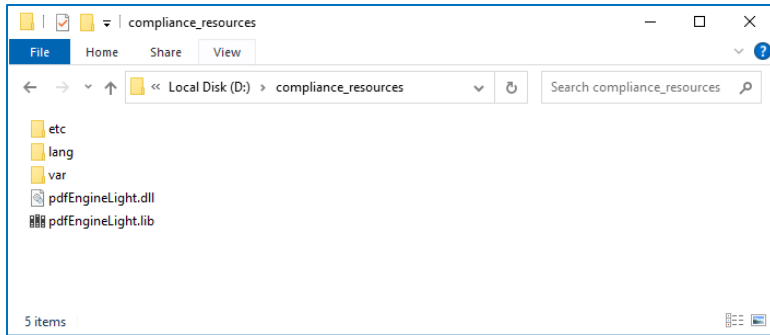 compliance_resources
File Home Share View
« Local Disk (D:) › compliance_resources Search compliance_resources
etc
lang
var
pdfEngineLight.dll
pdfEngineLight.lib
5 items